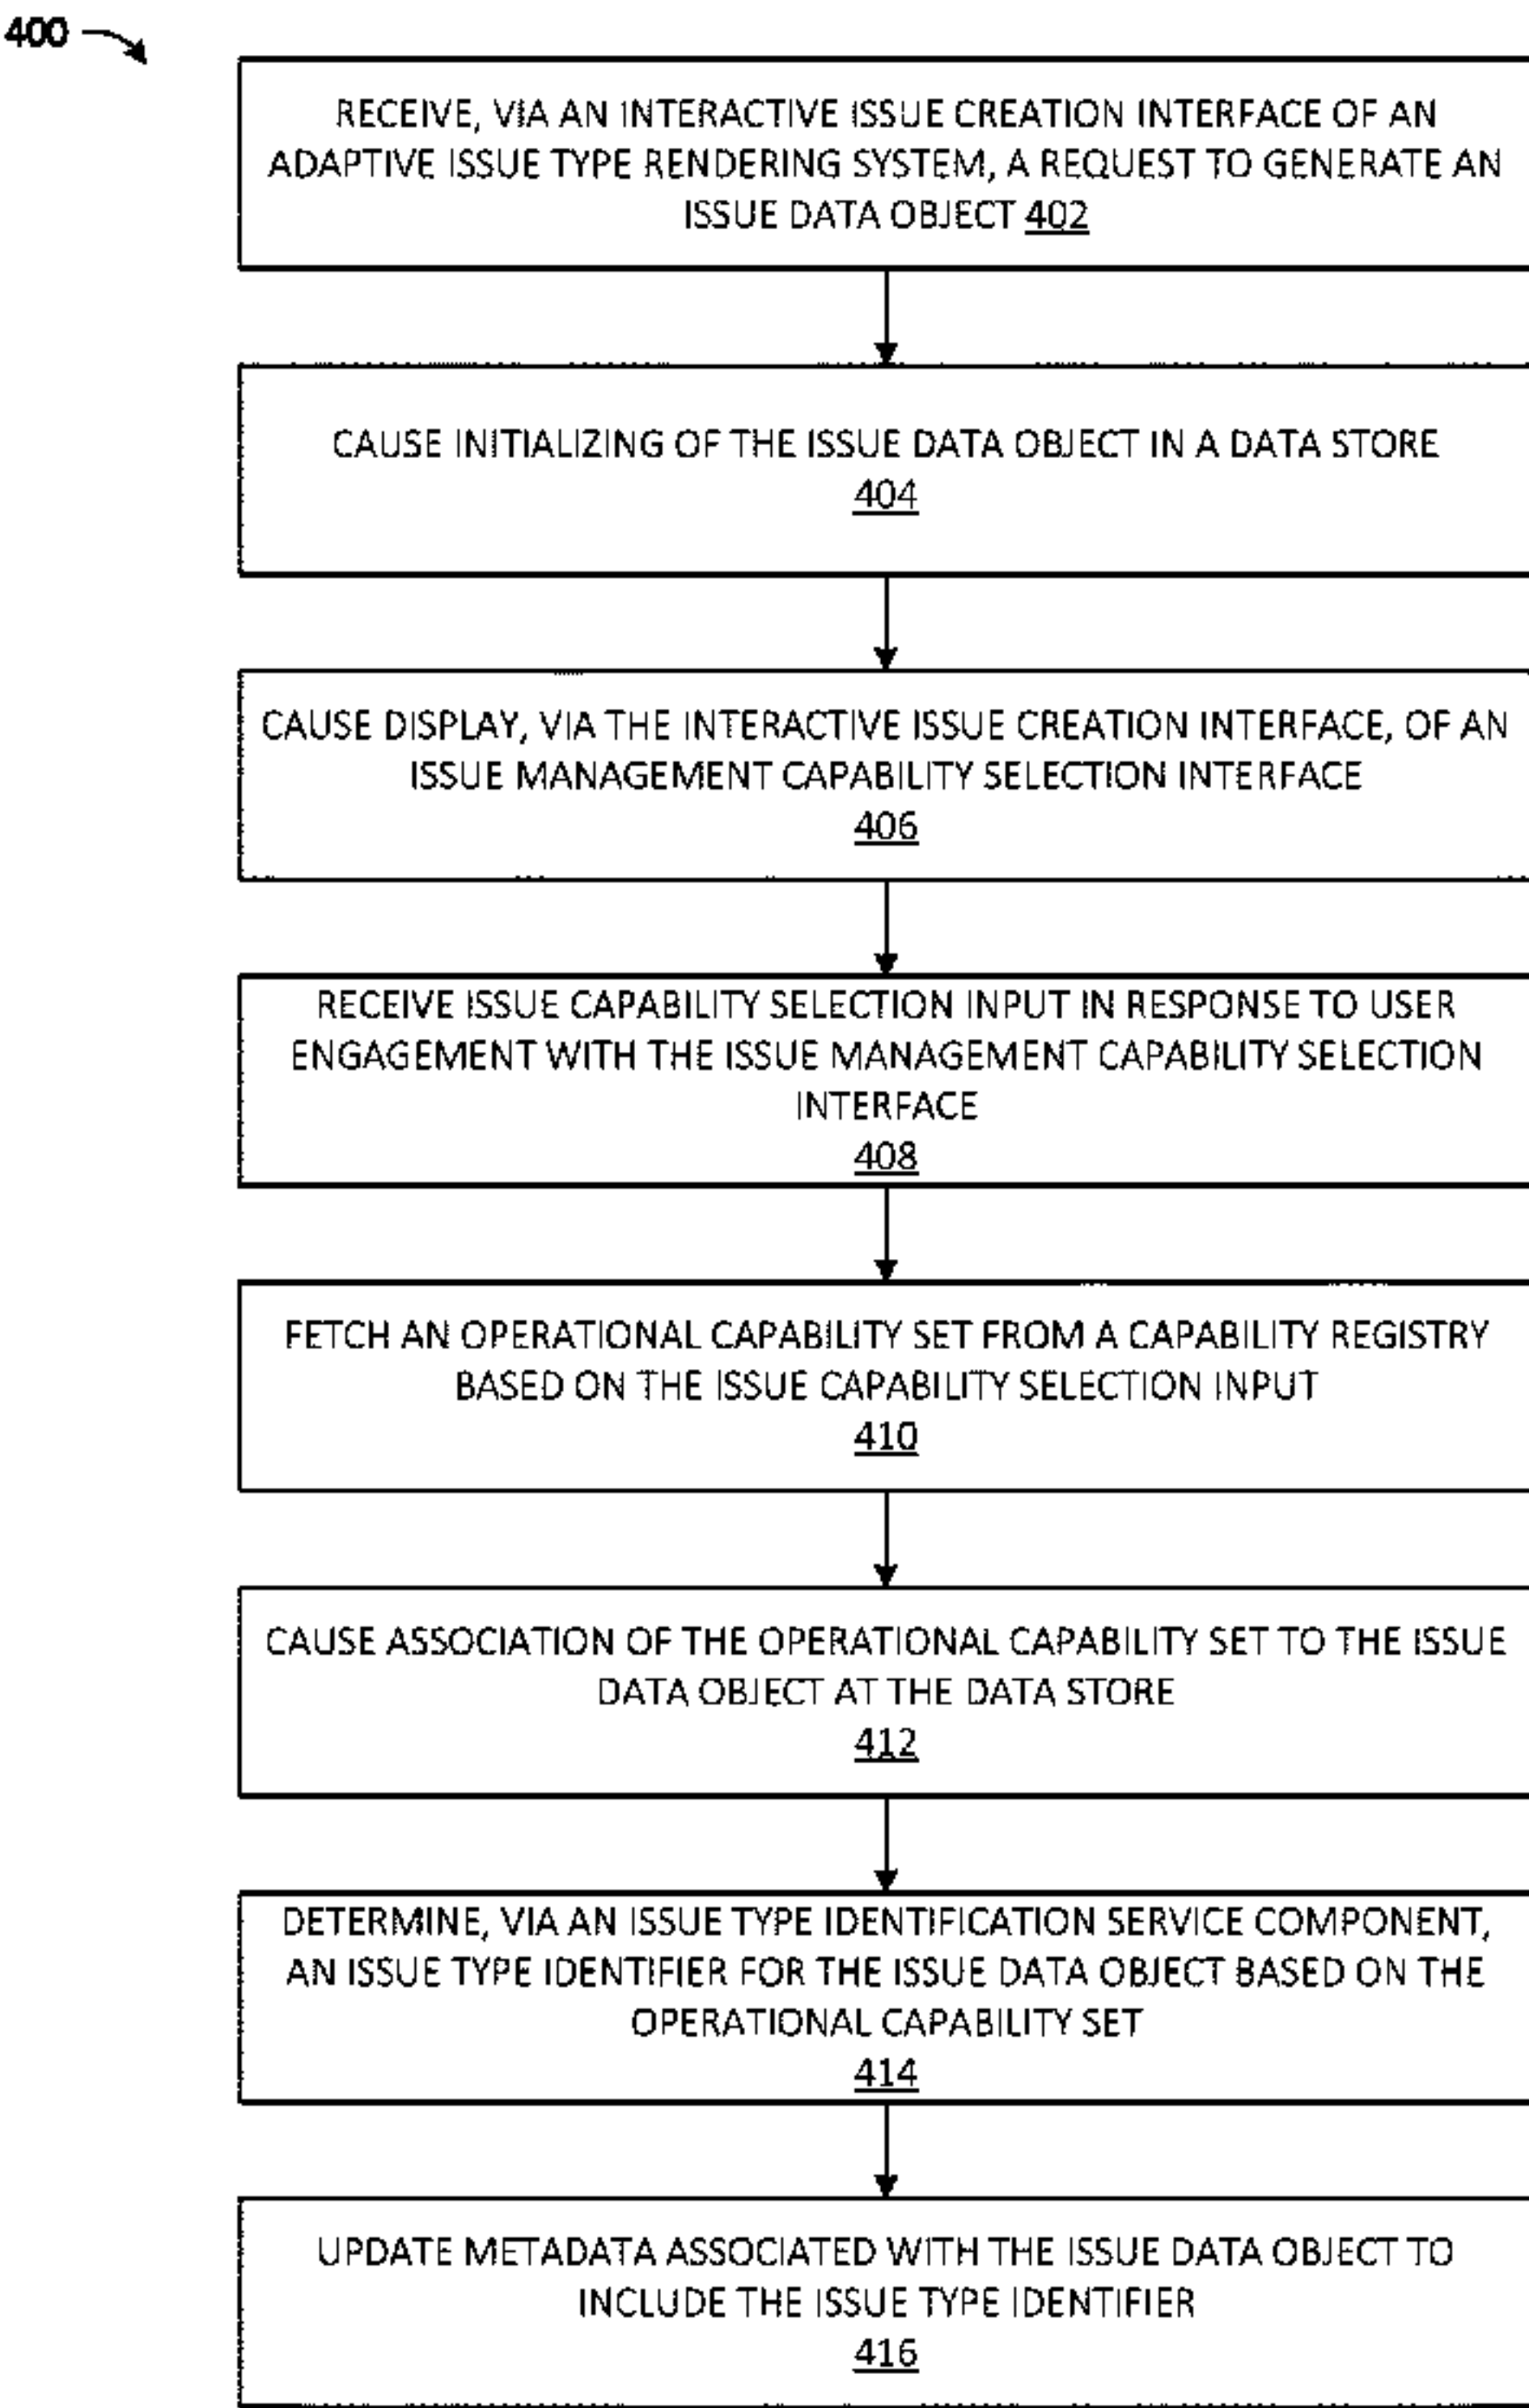 400
RECEIVE, VIA AN INTERACTIVE ISSUE CREATION INTERFACE OF AN
ADAPTIVE ISSUE TYPE RENDERING SYSTEM, A REQUEST TO GENERATE AN
ISSUE DATA OBJECT 402
CAUSE INITIALIZING OF THE ISSUE DATA OBJECT IN A DATA STORE
404
CAUSE DISPLAY, VIA THE INTERACTIVE ISSUE CREATION INTERFACE, OF AN
ISSUE MANAGEMENT CAPABILITY SELECTION INTERFACE
406
RECEIVE ISSUE CAPABILITY SELECTION INPUT IN RESPONSE TO USER
ENGAGEMENT WITH THE ISSUE MANAGEMENT CAPABILITY SELECTION
INTERFACE
408
FETCH AN OPERATIONAL CAPABILITY SET FROM A CAPABILITY REGISTRY
BASED ON THE ISSUE CAPABILITY SELECTION INPUT
410
CAUSE ASSOCIATION OF THE OPERATIONAL CAPABILITY SET TO THE ISSUE
DATA OBJECT AT THE DATA STORE
412
DETERMINE, VIA AN ISSUE TYPE IDENTIFICATION SERVICE COMPONENT,
AN ISSUE TYPE IDENTIFIER FOR THE ISSUE DATA OBJECT BASED ON THE
OPERATIONAL CAPABILITY SET
414
UPDATE METADATA ASSOCIATED WITH THE ISSUE DATA OBJECT TO
INCLUDE THE ISSUE TYPE IDENTIFIER
416